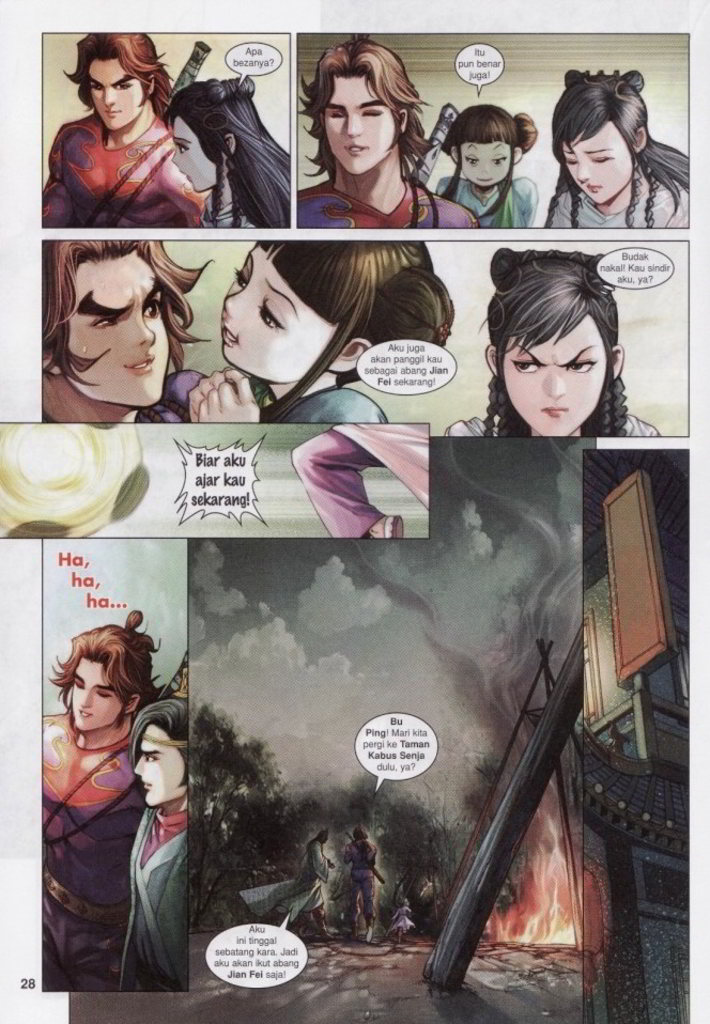 Apa
bezanya?
Itu
pun benar
juga!
Aku juga
akan panggil kau
sebagai abang Jian
Fei sekarang!
Budak
nakal! Kau sindir
aku, ya?
Biar aku
ajar kau
sekarang!
Ha,
ha,
ha...
Bu
Ping! Mari kita
pergi ke Taman
Kabus Senja
dulu, ya?
Aku
ini tinggal
sebatang kara. Jadi
aku akan ikut abang
Jian Fei saja!
28